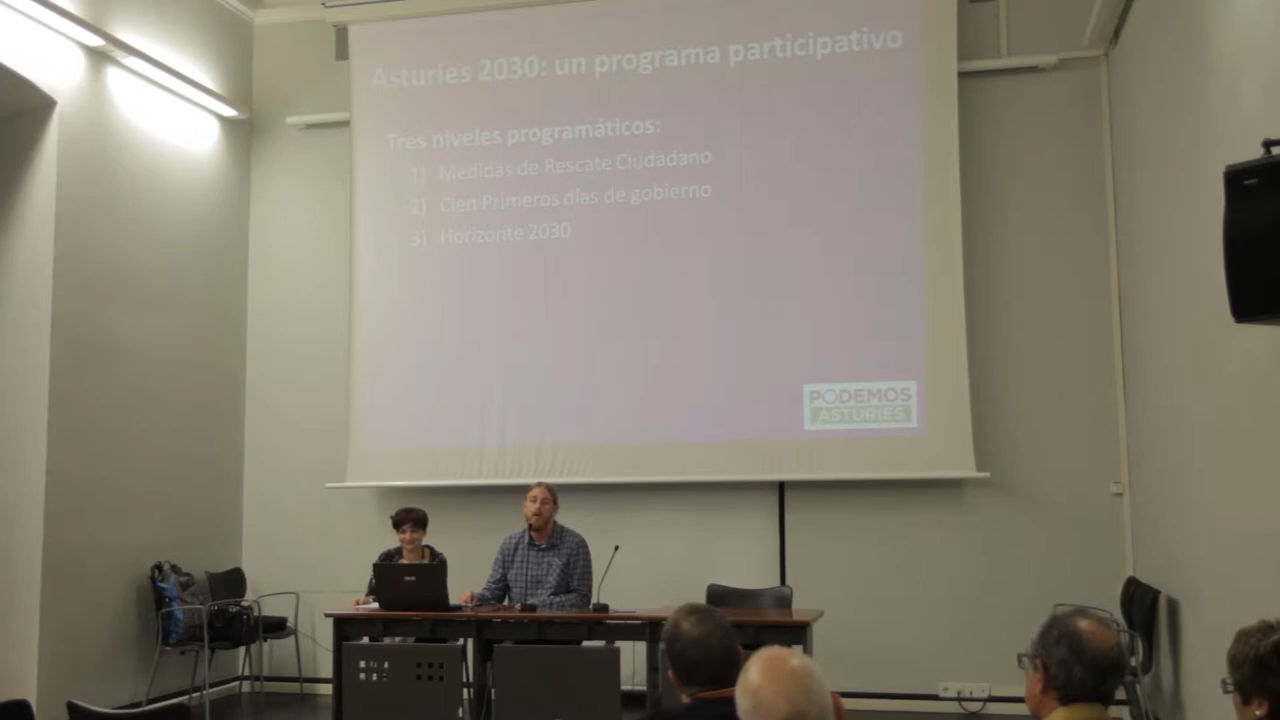 Asturies 2030: un programa participativo
Tres niveles programáticos:
1) Medidas de Rescate Ciudadano
2) Cien Primeros días de gobierno
3) Horizonte 2030
PODEMOS
ASTURIES